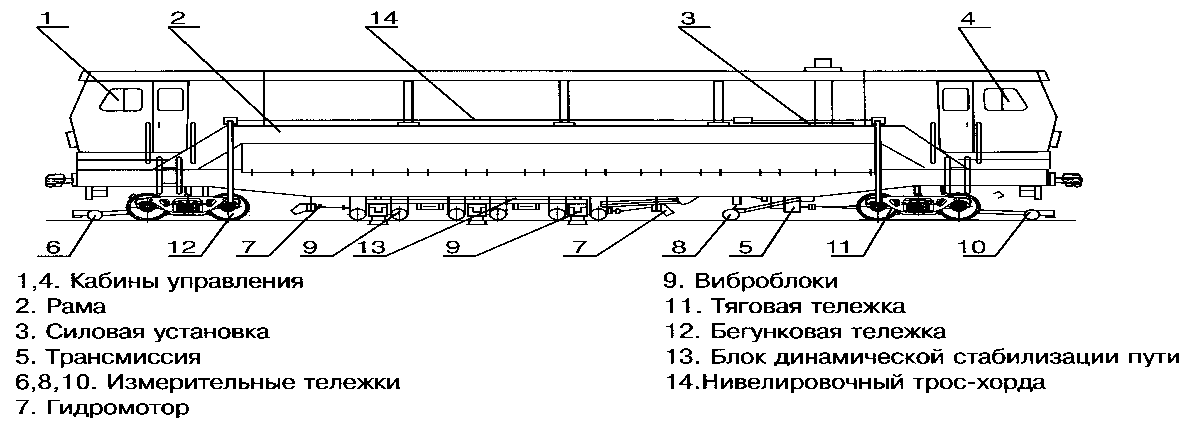 1 2 14 3 4
6 12 7 9 13 9 7 8 5 11 10
1,4. Кабины управления
2. Рама
3. Силовая установка
5. Трансмиссия
6,8,10. Измерительные тележки
7. Гидромотор
9. Виброблоки
11. Тяговая тележка
12. Бегунковая тележка
13. Блок динамической стабилизации пути
14.Нивелировочный трос-хорда